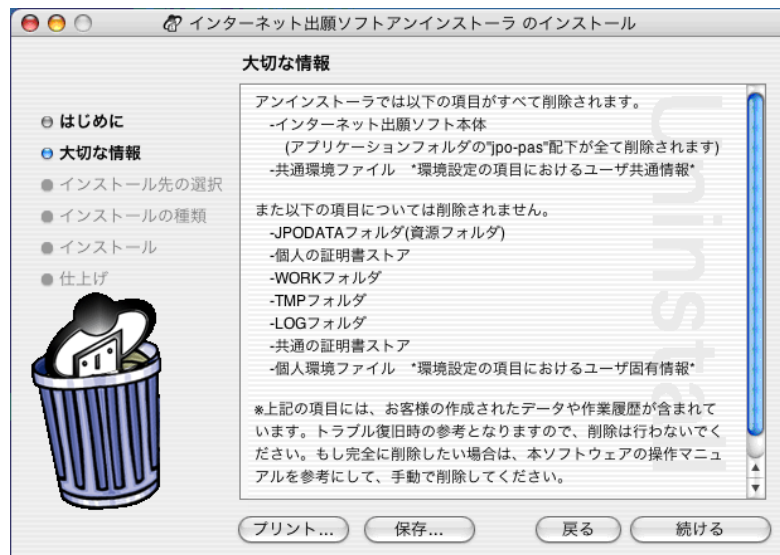 インターネット出願ソフトアンインストーラ のインストール
大切な情報
はじめに
大切な情報
インストール先の選択
インストールの種類
インストール
仕上げ
アンインストーラでは以下の項目がすべて削除されます。
-インターネット出願ソフト本体
(アプリケーションフォルダの"jpo-pas"配下が全て削除されます)
-共通環境ファイル *環境設定の項目におけるユーザ共通情報*
また以下の項目については削除されません。
-JPODATAフォルダ(資源フォルダ)
-個人の証明書ストア
-WORKフォルダ
-TMPフォルダ
-LOGフォルダ
-共通の証明書ストア
-個人環境ファイル *環境設定の項目におけるユーザ固有情報*
※上記の項目には、お客様の作成されたデータや作業履歴が含まれて
います。トラブル復旧時の参考となりますので、削除は行わないでく
ださい。もし完全に削除したい場合は、本ソフトウェアの操作マニュ
アルを参考にして、手動で削除してください。
Uninstall
プリント...
保存...
戻る
続ける